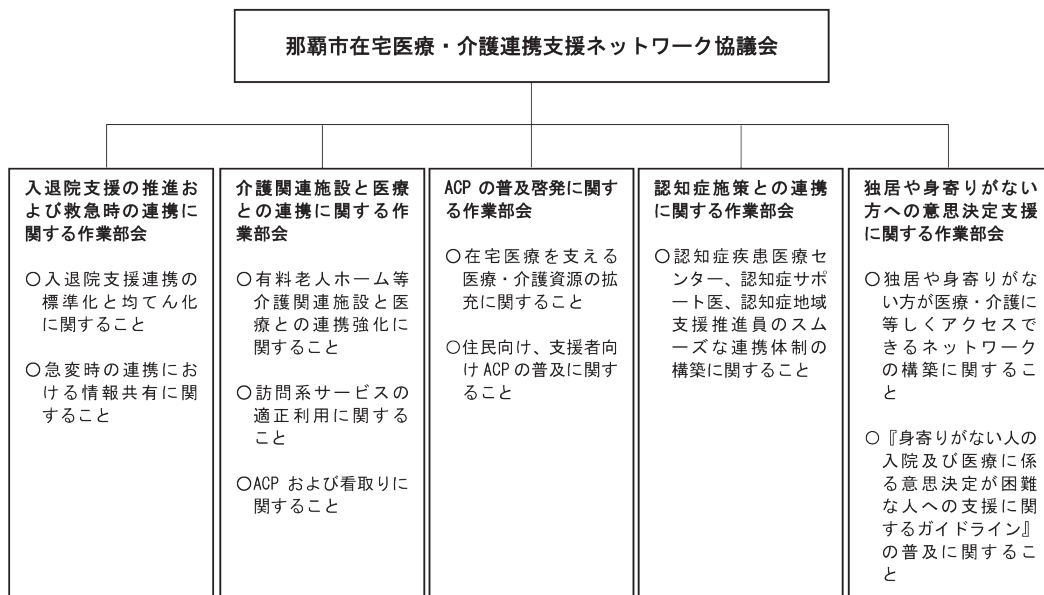 那覇市在宅医療・介護連携支援ネットワーク協議会
入退院支援の推進お
よび救急時の連携に
関する作業部会
○入退院支援連携の
標準化と均てん化
に関すること
○急変時の連携にお
ける情報共有に関
すること
介護関連施設と医療
との連携に関する作
業部会
○有料老人ホーム等
介護関連施設と医
療との連携強化に
関すること
○訪問系サービスの
適正利用に関する
こと
○ACP および看取りに
関すること
ACP の普及啓発に関す
る作業部会
○在宅医療を支える
医療・介護資源の拡
充に関すること
○住民向け、支援者向
け ACP の普及に関す
ること
認知症施策との連携
に関する作業部会
○認知症疾患医療セ
ンター、認知症サポ
ート医、認知症地域
支援推進員のスム
ーズな連携体制の
構築に関すること
独居や身寄りがない
方への意思決定支援
に関する作業部会
○独居や身寄りがな
い方が医療・介護に
等しくアクセスで
きるネットワーク
の構築に関するこ
と
○『身寄りがない人の
入院及び医療に係
る意思決定が困難
な人への支援に関
するガイドライン』
の普及に関するこ
と